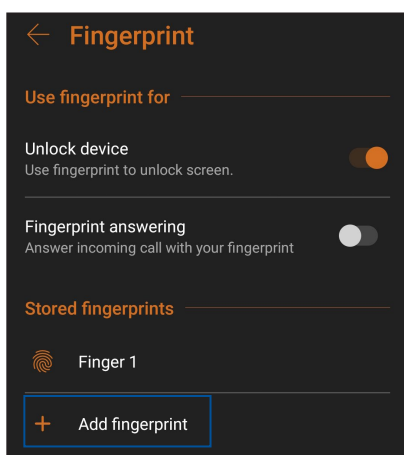 Fingerprint
Use fingerprint for
Unlock device
Use fingerprint to unlock screen.
Fingerprint answering
Answer incoming call with your fingerprint
Stored fingerprints
Finger 1
+ Add fingerprint